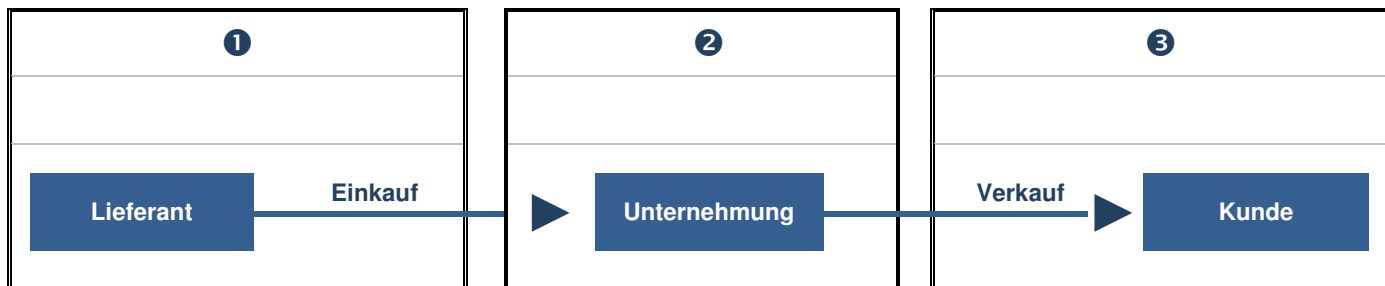 ❶ ❷ ❸
Einkauf Verkauf
Lieferant Unternehmung Kunde